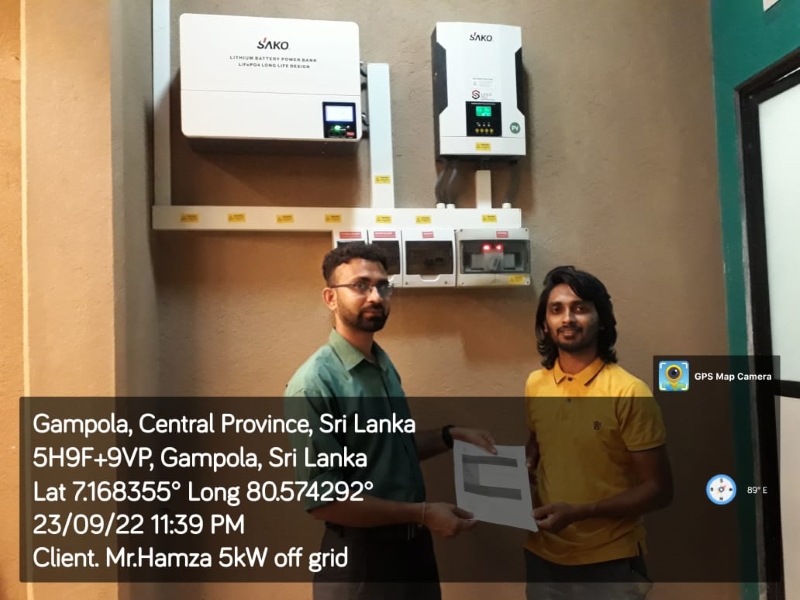 SAKO
LITHIUM BATTERY POWER BANK
LiFePO4 LONG LIFE DESIGN
SAKO
PV
GPS Map Camera
Gampola, Central Province, Sri Lanka
5H9F+9VP, Gampola, Sri Lanka
Lat 7.168355° Long 80.574292°
23/09/22 11:39 PM
Client. Mr.Hamza 5kW off grid
89° E